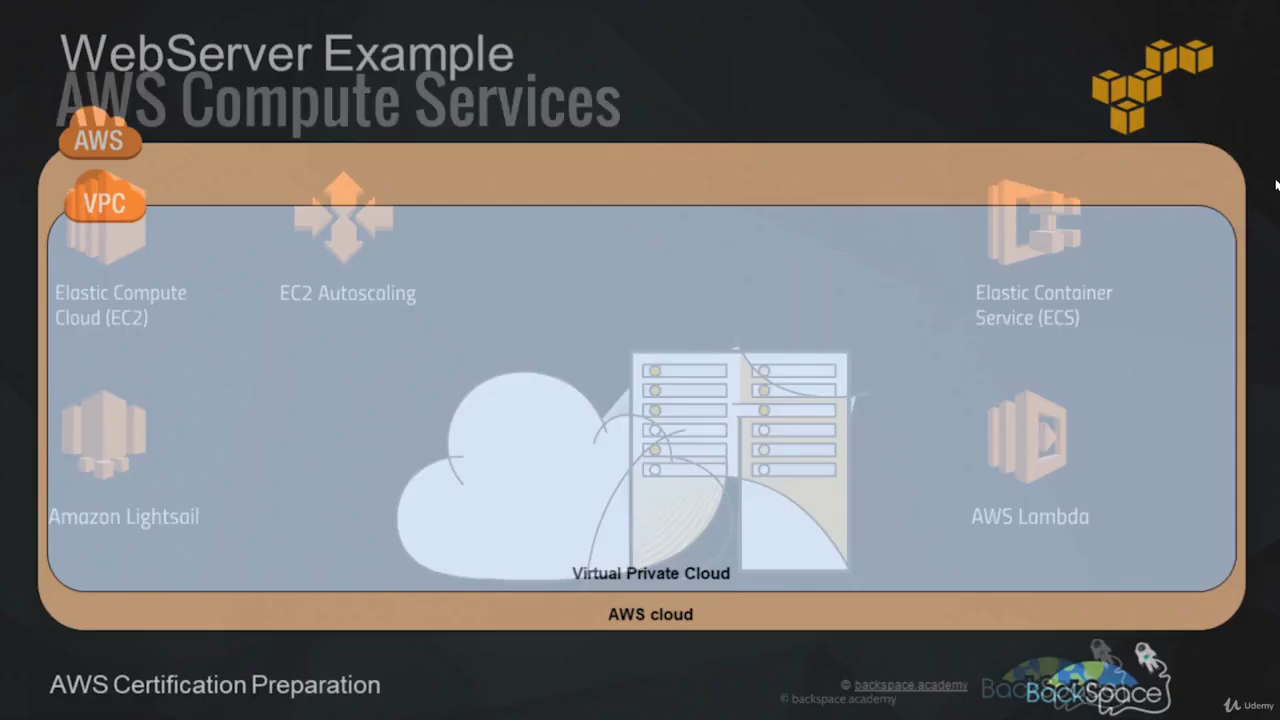 WebServer Example
AWS Compute Services
AWS
VPC
Elastic Compute
Cloud (EC2)
EC2 Autoscaling
Elastic Container
Service (ECS)
Amazon Lightsail
AWS Lambda
Virtual Private Cloud
AWS cloud
AWS Certification Preparation
© backspace.academy
© backspace.academy
BackSpace
Udemy